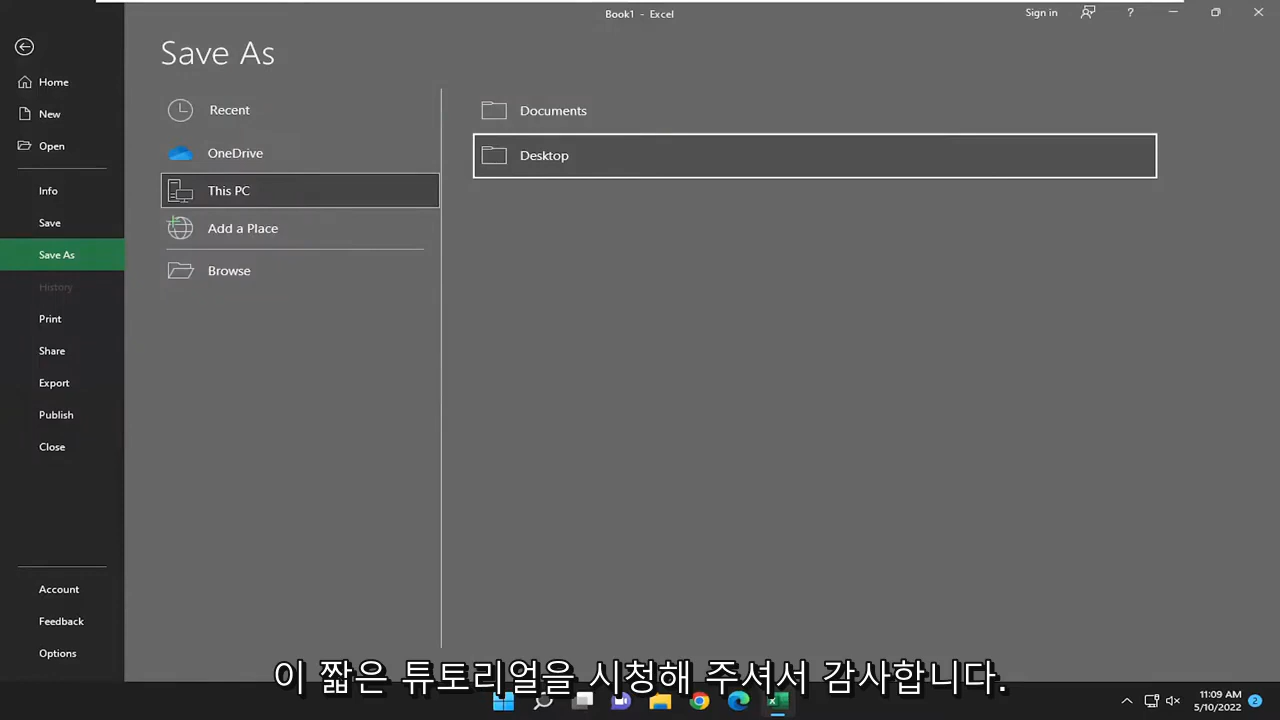 Book1 - Excel
Sign in
?
Save As
Home
New
Open
Info
Save
Save As
History
Print
Share
Export
Publish
Close
Account
Feedback
Options
Recent
OneDrive
This PC
Add a Place
Browse
Documents
Desktop
이 짧은 튜토리얼을 시청해 주셔서 감사합니다.
11:09 AM
5/10/2022
2